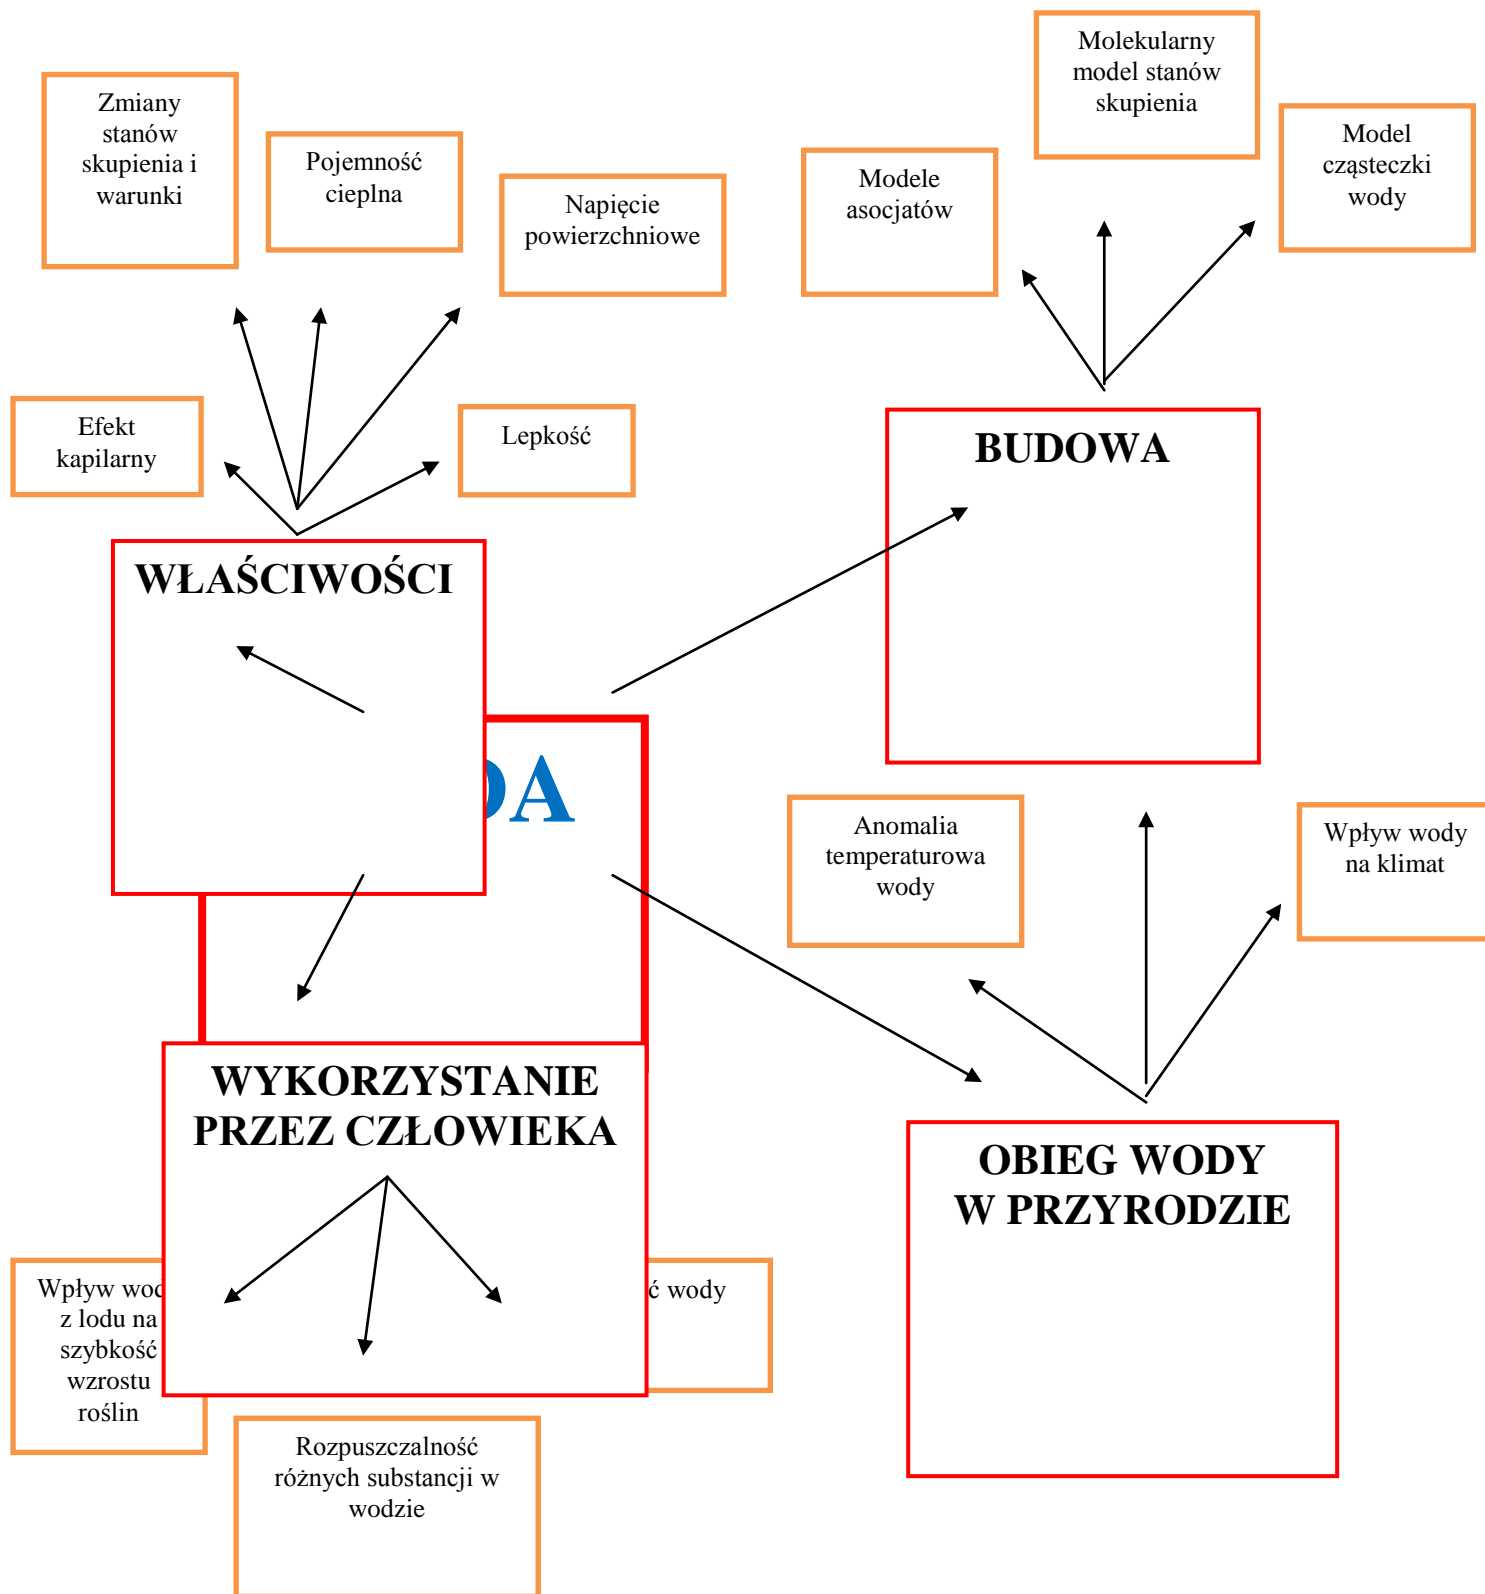 Molekularny
model stanów
skupienia
Zmiany
stanów
skupienia i
warunki
Pojemność
cieplna
Napięcie
powierzchniowe
Modele
asocjatów
Model
cząsteczki
wody
Efekt
kapilarny
Lepkość
BUDOWA
WŁAŚCIWOŚCI
Anomalia
temperaturowa
wody
Wpływ wody
na klimat
WYKORZYSTANIE
PRZEZ CZŁOWIEKA
OBIEG WODY
W PRZYRODZIE
Wpływ
z lodu na
szybkość
wzrostu
roślin
wody
Rozpuszczalność
różnych substancji w
wodzie